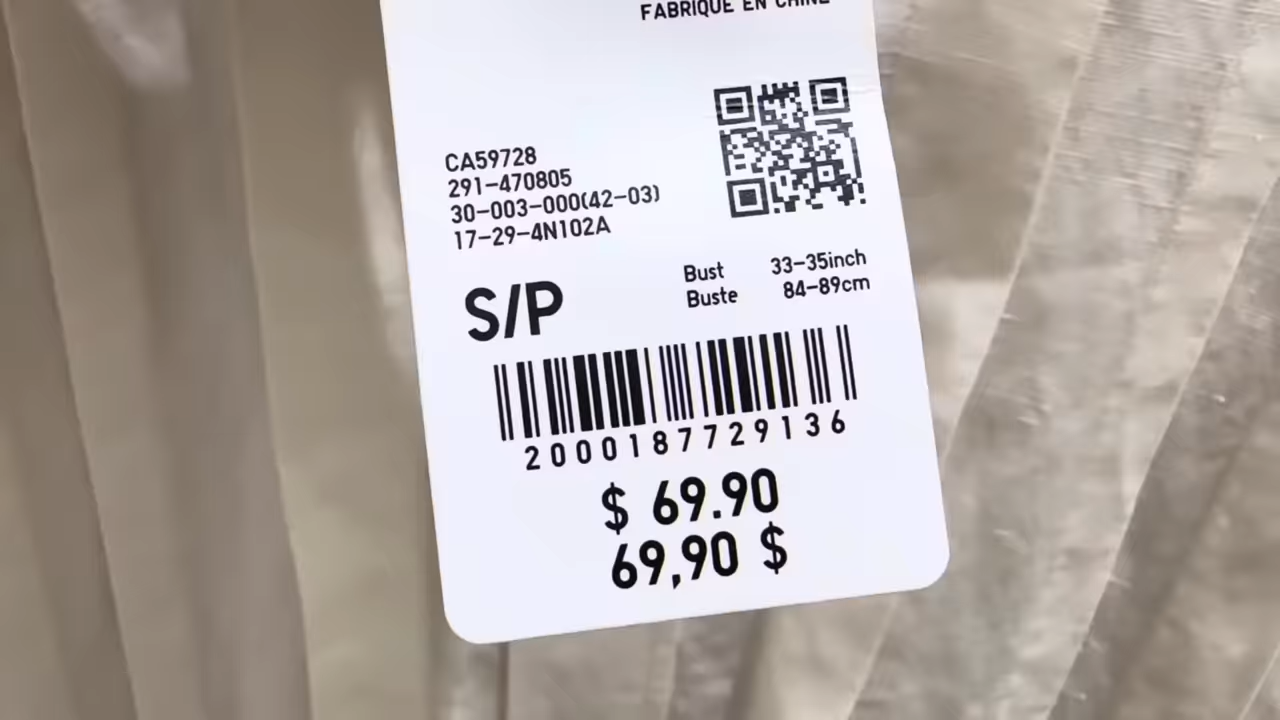 FABRIQUÉ EN CHINE
CA59728
291-470805
30-003-000(42-03)
17-29-4N102A
S/P
Bust 33-35inch
Buste 84-89cm
2000187729136
$ 69.90
69,90 $